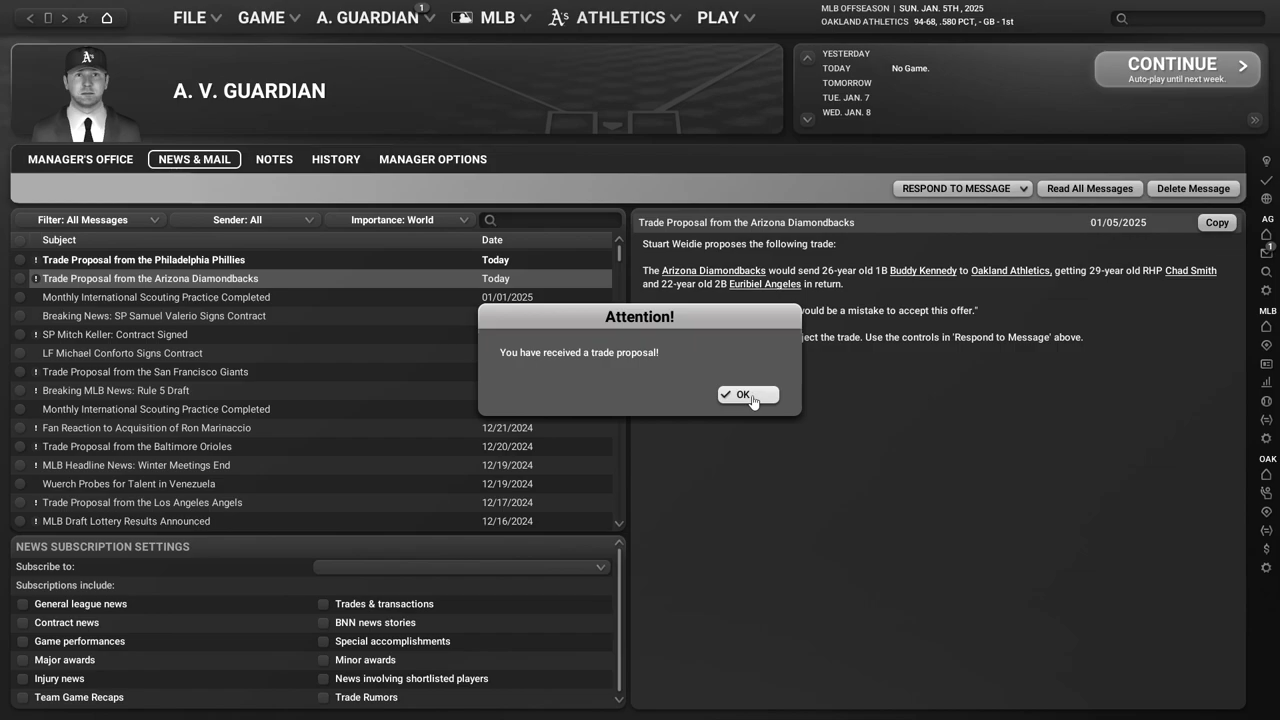 FILE
GAME
A. GUARDIAN
1
MLB
A's ATHLETICS
PLAY
MLB OFFSEASON | SUN. JAN. 5TH , 2025
OAKLAND ATHLETICS 94-68, .580 PCT, - GB - 1st
A. V. GUARDIAN
YESTERDAY
TODAY No Game.
TOMORROW
TUE. JAN. 7
WED. JAN. 8
CONTINUE
Auto-play until next week.
MANAGER'S OFFICE
NEWS & MAIL
NOTES
HISTORY
MANAGER OPTIONS
RESPOND TO MESSAGE
Read All Messages
Delete Message
Filter: All Messages
Sender: All
Importance: World
Subject Date
! Trade Proposal from the Philadelphia Phillies Today
! Trade Proposal from the Arizona Diamondbacks Today
Monthly International Scouting Practice Completed 01/01/2025
Breaking News: SP Samuel Valerio Signs Contract
! SP Mitch Keller: Contract Signed
LF Michael Conforto Signs Contract
! Trade Proposal from the San Francisco Giants
! Breaking MLB News: Rule 5 Draft
Monthly International Scouting Practice Completed
! Fan Reaction to Acquisition of Ron Marinaccio 12/21/2024
! Trade Proposal from the Baltimore Orioles 12/20/2024
! MLB Headline News: Winter Meetings End 12/19/2024
Wuerch Probes for Talent in Venezuela 12/19/2024
! Trade Proposal from the Los Angeles Angels 12/17/2024
! MLB Draft Lottery Results Announced 12/16/2024
Trade Proposal from the Arizona Diamondbacks 01/05/2025 Copy
Stuart Weidie proposes the following trade:
The Arizona Diamondbacks would send 26-year old 1B Buddy Kennedy to Oakland Athletics, getting 29-year old RHP Chad Smith
and 22-year old 2B Euribiel Angeles in return.
would be a mistake to accept this offer."
ject the trade. Use the controls in 'Respond to Message' above.
Attention!
You have received a trade proposal!
OK
NEWS SUBSCRIPTION SETTINGS
Subscribe to:
Subscriptions include:
General league news Trades & transactions
Contract news BNN news stories
Game performances Special accomplishments
Major awards Minor awards
Injury news News involving shortlisted players
Team Game Recaps Trade Rumors
AG
1
MLB
OAK